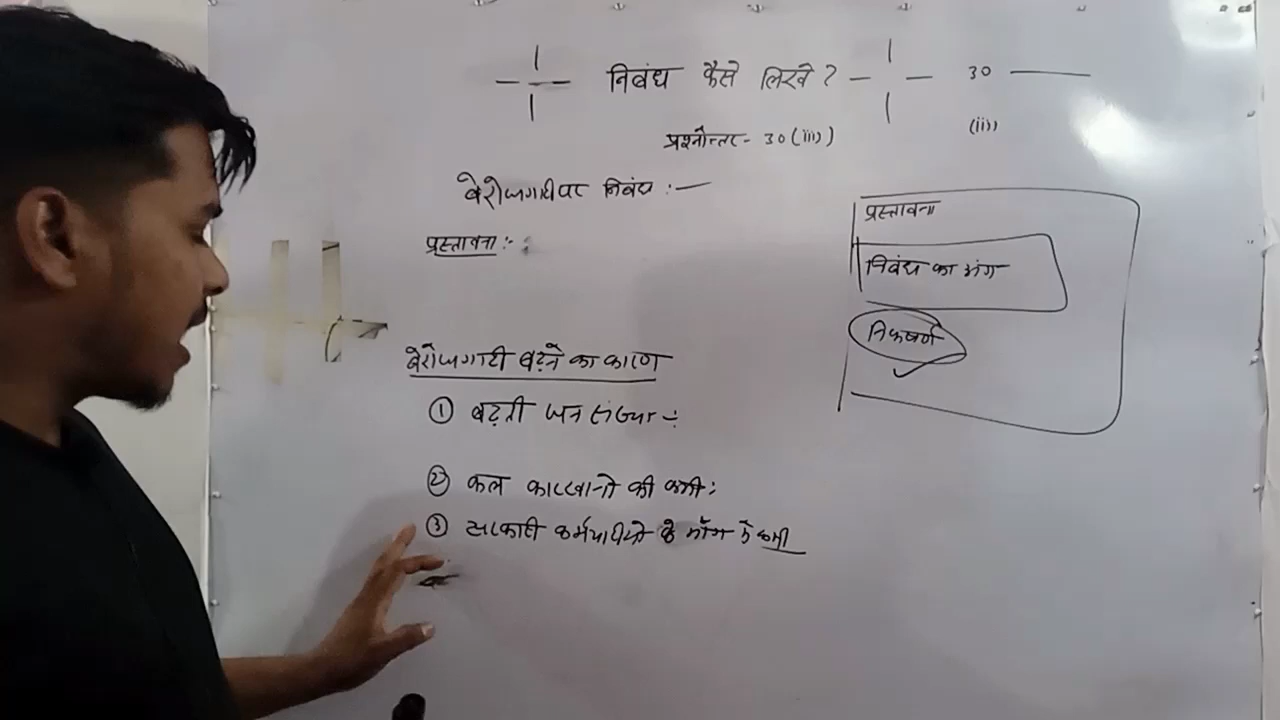 निबंध कैसे लिखे ? 30
प्रश्नोत्तर - 30 (iii)
(ii)
बेरोजगारी पर निबंध :-
प्रस्तावना :-
बेरोजगारी बढ़ने का कारण
① बढ़ती जनसंख्या :-
② कल कारखानो की कमी :
③ सरकारी कर्मचारीयो के माँग में कमी
प्रस्तावना
निबंध का अंग
निष्कर्ष